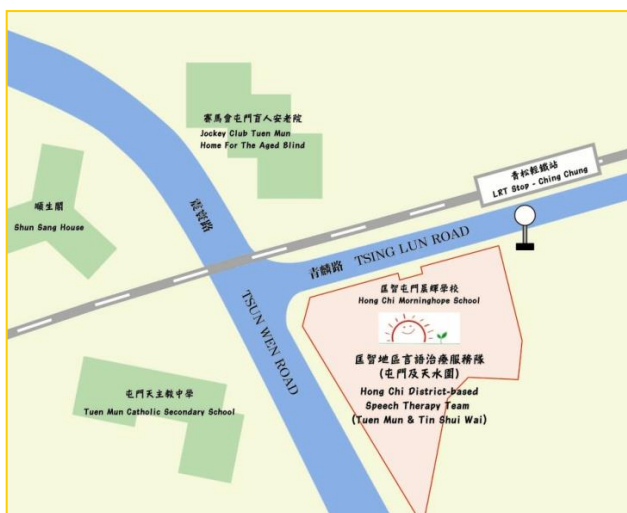 賽馬會屯門盲人安老院
Jockey Club Tuen Mun
Home For The Aged Blind
青松輕鐵站
LRT Stop - Ching Chung
順生閣
Shun Sang House
震寰路
青麟路 TSING LUN ROAD
TSUN WEN ROAD
匡智屯門晨輝學校
Hong Chi Morninghope School
匡智地區言語治療服務隊
(屯門及天水圍)
Hong Chi District-based
Speech Therapy Team
(Tuen Mun & Tin Shui Wai)
屯門天主教中學
Tuen Mun Catholic Secondary School